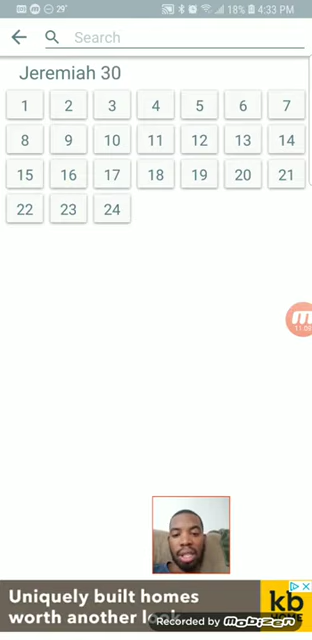 29°
18% 4:33 PM
Search
Jeremiah 30
1 2 3 4 5 6 7
8 9 10 11 12 13 14
15 16 17 18 19 20 21
22 23 24
Uniquely built homes
worth another
kb
Recorded by mobizen